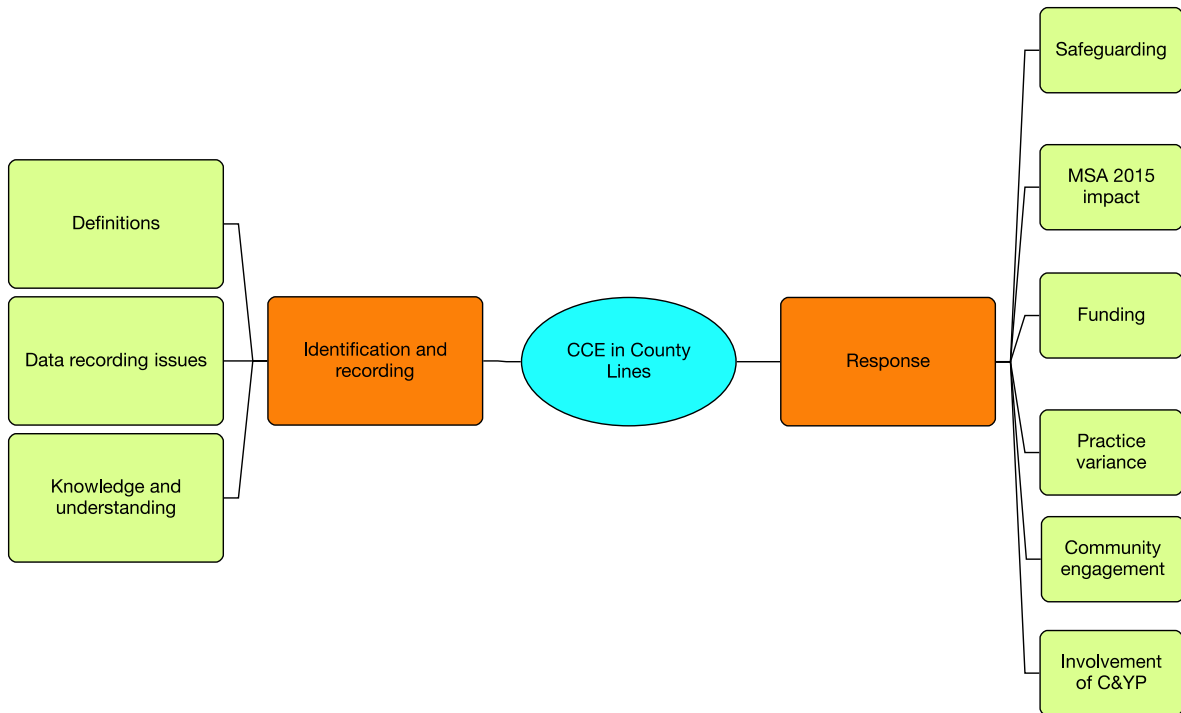 Definitions
Data recording issues
Knowledge and
understanding
Identification and
recording
CCE in County
Lines
Response
Safeguarding
MSA 2015
impact
Funding
Practice
variance
Community
engagement
Involvement
of C&YP